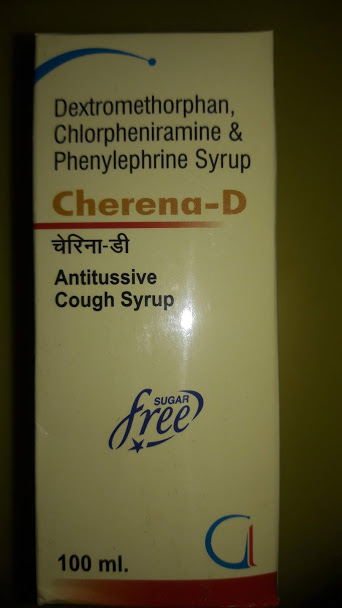 Dextromethorphan,
Chlorpheniramine &
Phenylephrine Syrup
Cherena-D
चेरिना-डी
Antitussive
Cough Syrup
SUGAR
free
100 ml.